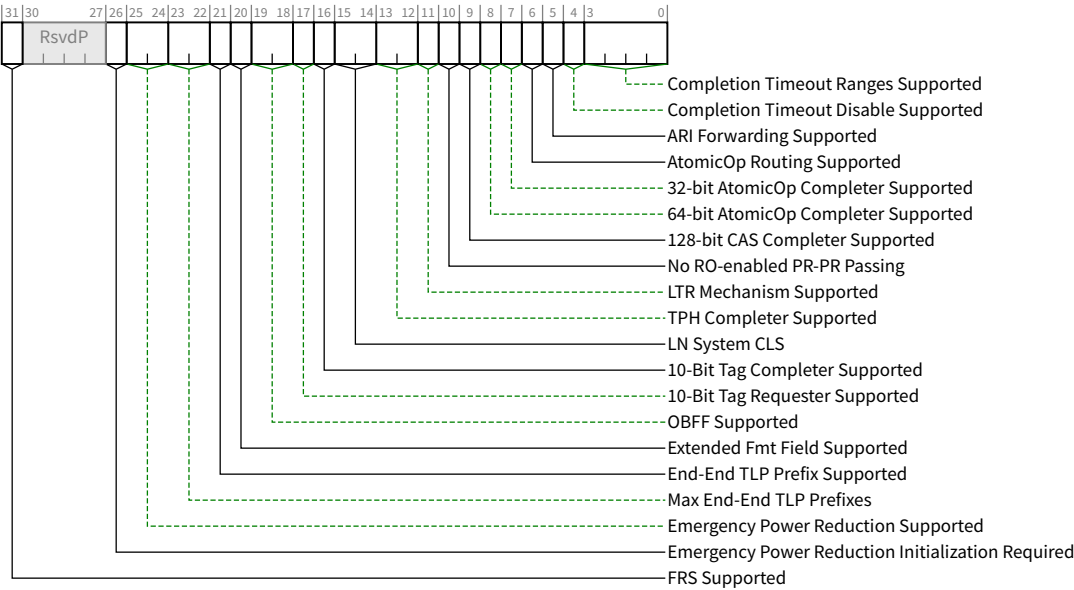 31 30 27 26 25 24 23 22 21 20 19 18 17 16 15 14 13 12 11 10 9 8 7 6 5 4 3 0
RsvdP
Completion Timeout Ranges Supported
Completion Timeout Disable Supported
ARI Forwarding Supported
AtomicOp Routing Supported
32-bit AtomicOp Completer Supported
64-bit AtomicOp Completer Supported
128-bit CAS Completer Supported
No RO-enabled PR-PR Passing
LTR Mechanism Supported
TPH Completer Supported
LN System CLS
10-Bit Tag Completer Supported
10-Bit Tag Requester Supported
OBFF Supported
Extended Fmt Field Supported
End-End TLP Prefix Supported
Max End-End TLP Prefixes
Emergency Power Reduction Supported
Emergency Power Reduction Initialization Required
FRS Supported